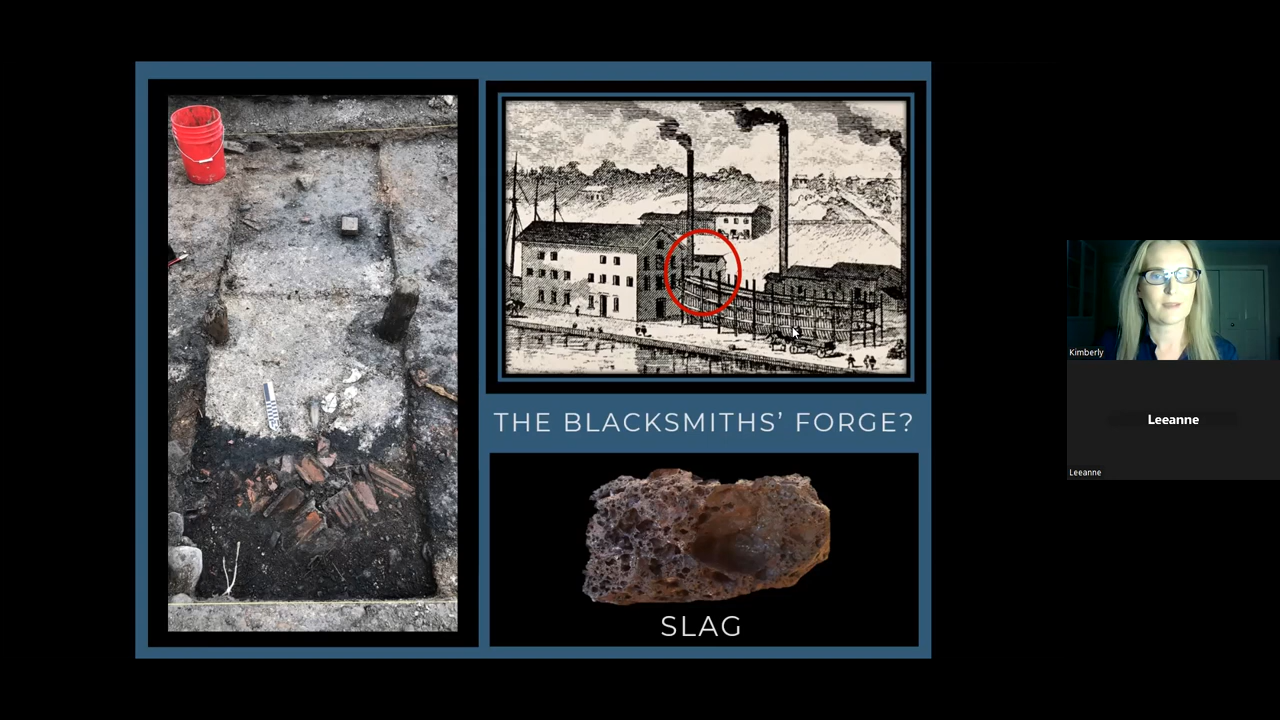 THE BLACKSMITHS’ FORGE?
SLAG
Kimberly
Leeanne
Leeanne